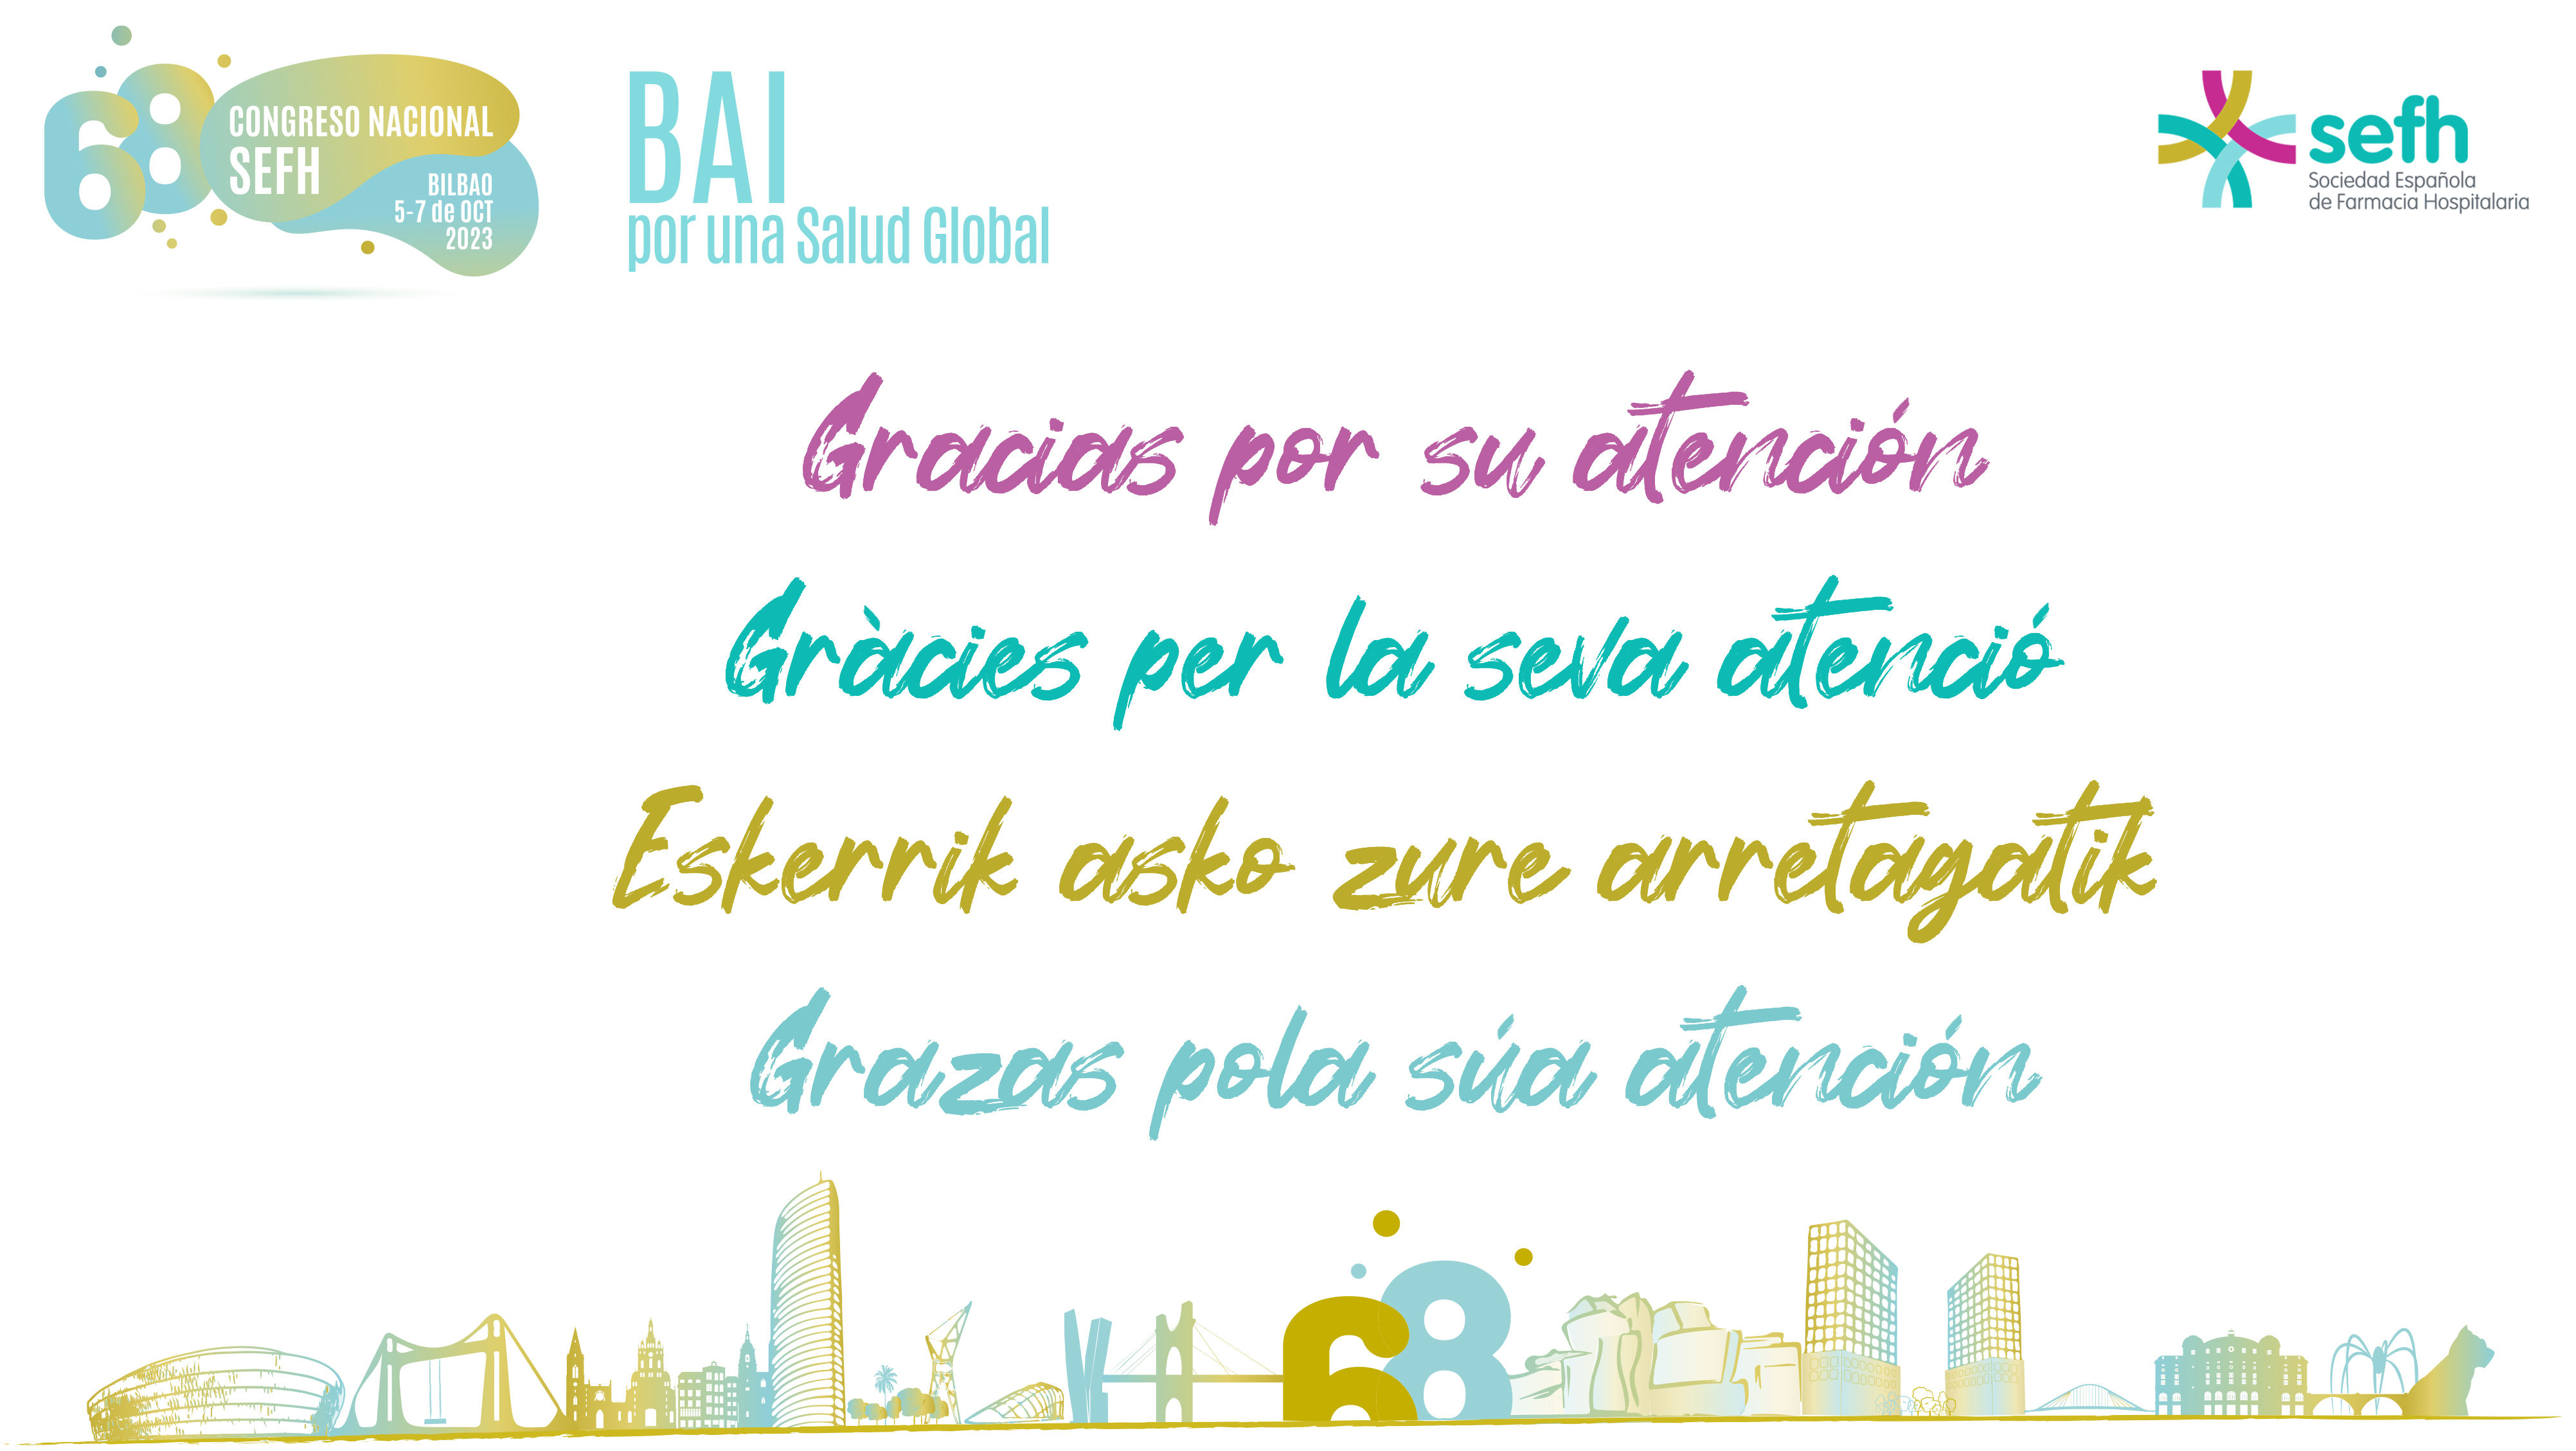 68
CONGRESO NACIONAL
SEFH
BILBAO
5-7 de OCT
2023
BAI
por una Salud Global
sefh
Sociedad Española
de Farmacia Hospitalaria
Gracias por su atención
Gràcies per la seva atenció
Eskerrik asko zure arretagatik
Grazas pola súa atención
68